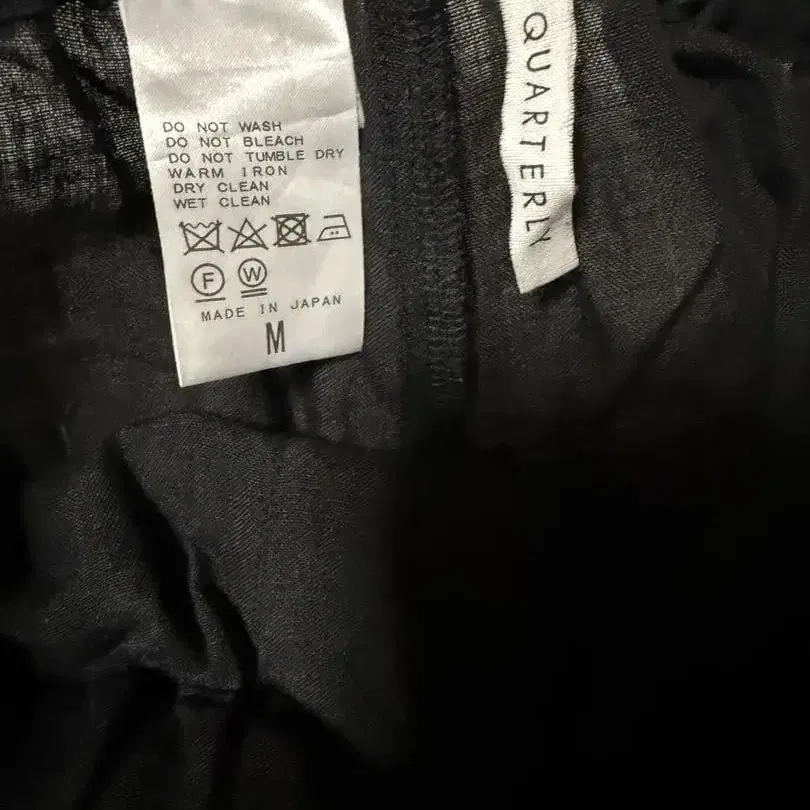 DO NOT WASH
DO NOT BLEACH
DO NOT TUMBLE DRY
WARM IRON
DRY CLEAN
WET CLEAN
F W
MADE IN JAPAN
M
QUARTERLY